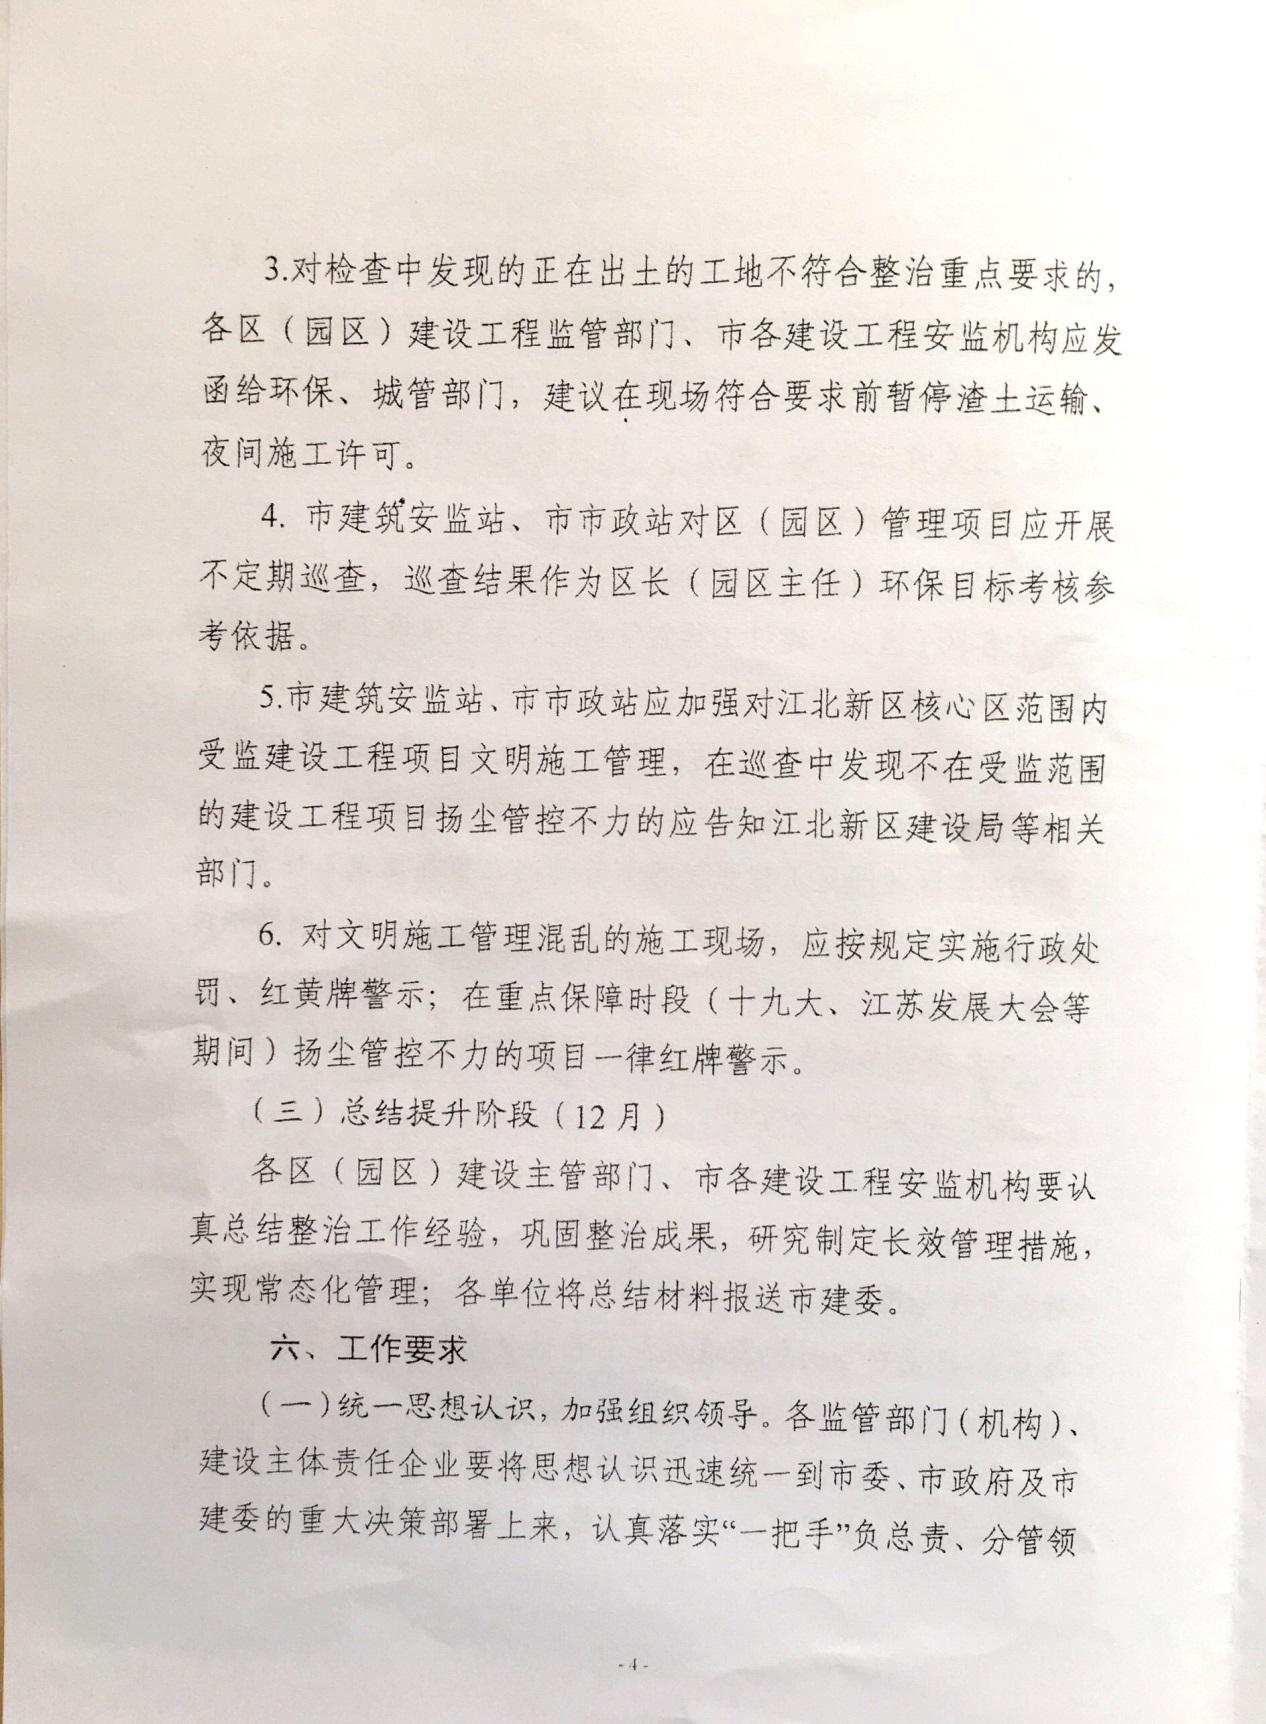 3.对检查中发现的正在出土的工地不符合整治重点要求的，
各区（园区）建设工程监管部门、市各建设工程安监机构应发
函给环保、城管部门，建议在现场符合要求前暂停渣土运输、
夜间施工许可。
4. 市建筑安监站、市市政站对区（园区）管理项目应开展
不定期巡查，巡查结果作为区长（园区主任）环保目标考核参
考依据。
5.市建筑安监站、市市政站应加强对江北新区核心区范围内
受监建设工程项目文明施工管理，在巡查中发现不在受监范围
的建设工程项目扬尘管控不力的应告知江北新区建设局等相关
部门。
6. 对文明施工管理混乱的施工现场，应按规定实施行政处
罚、红黄牌警示；在重点保障时段（十九大、江苏发展大会等
期间）扬尘管控不力的项目一律红牌警示。
（三）总结提升阶段（12月）
各区（园区）建设主管部门、市各建设工程安监机构要认
真总结整治工作经验，巩固整治成果，研究制定长效管理措施，
实现常态化管理；各单位将总结材料报送市建委。
六、工作要求
（一）统一思想认识，加强组织领导。各监管部门（机构）、
建设主体责任企业要将思想认识迅速统一到市委、市政府及市
建委的重大决策部署上来，认真落实“一把手”负总责、分管领
- 4 -